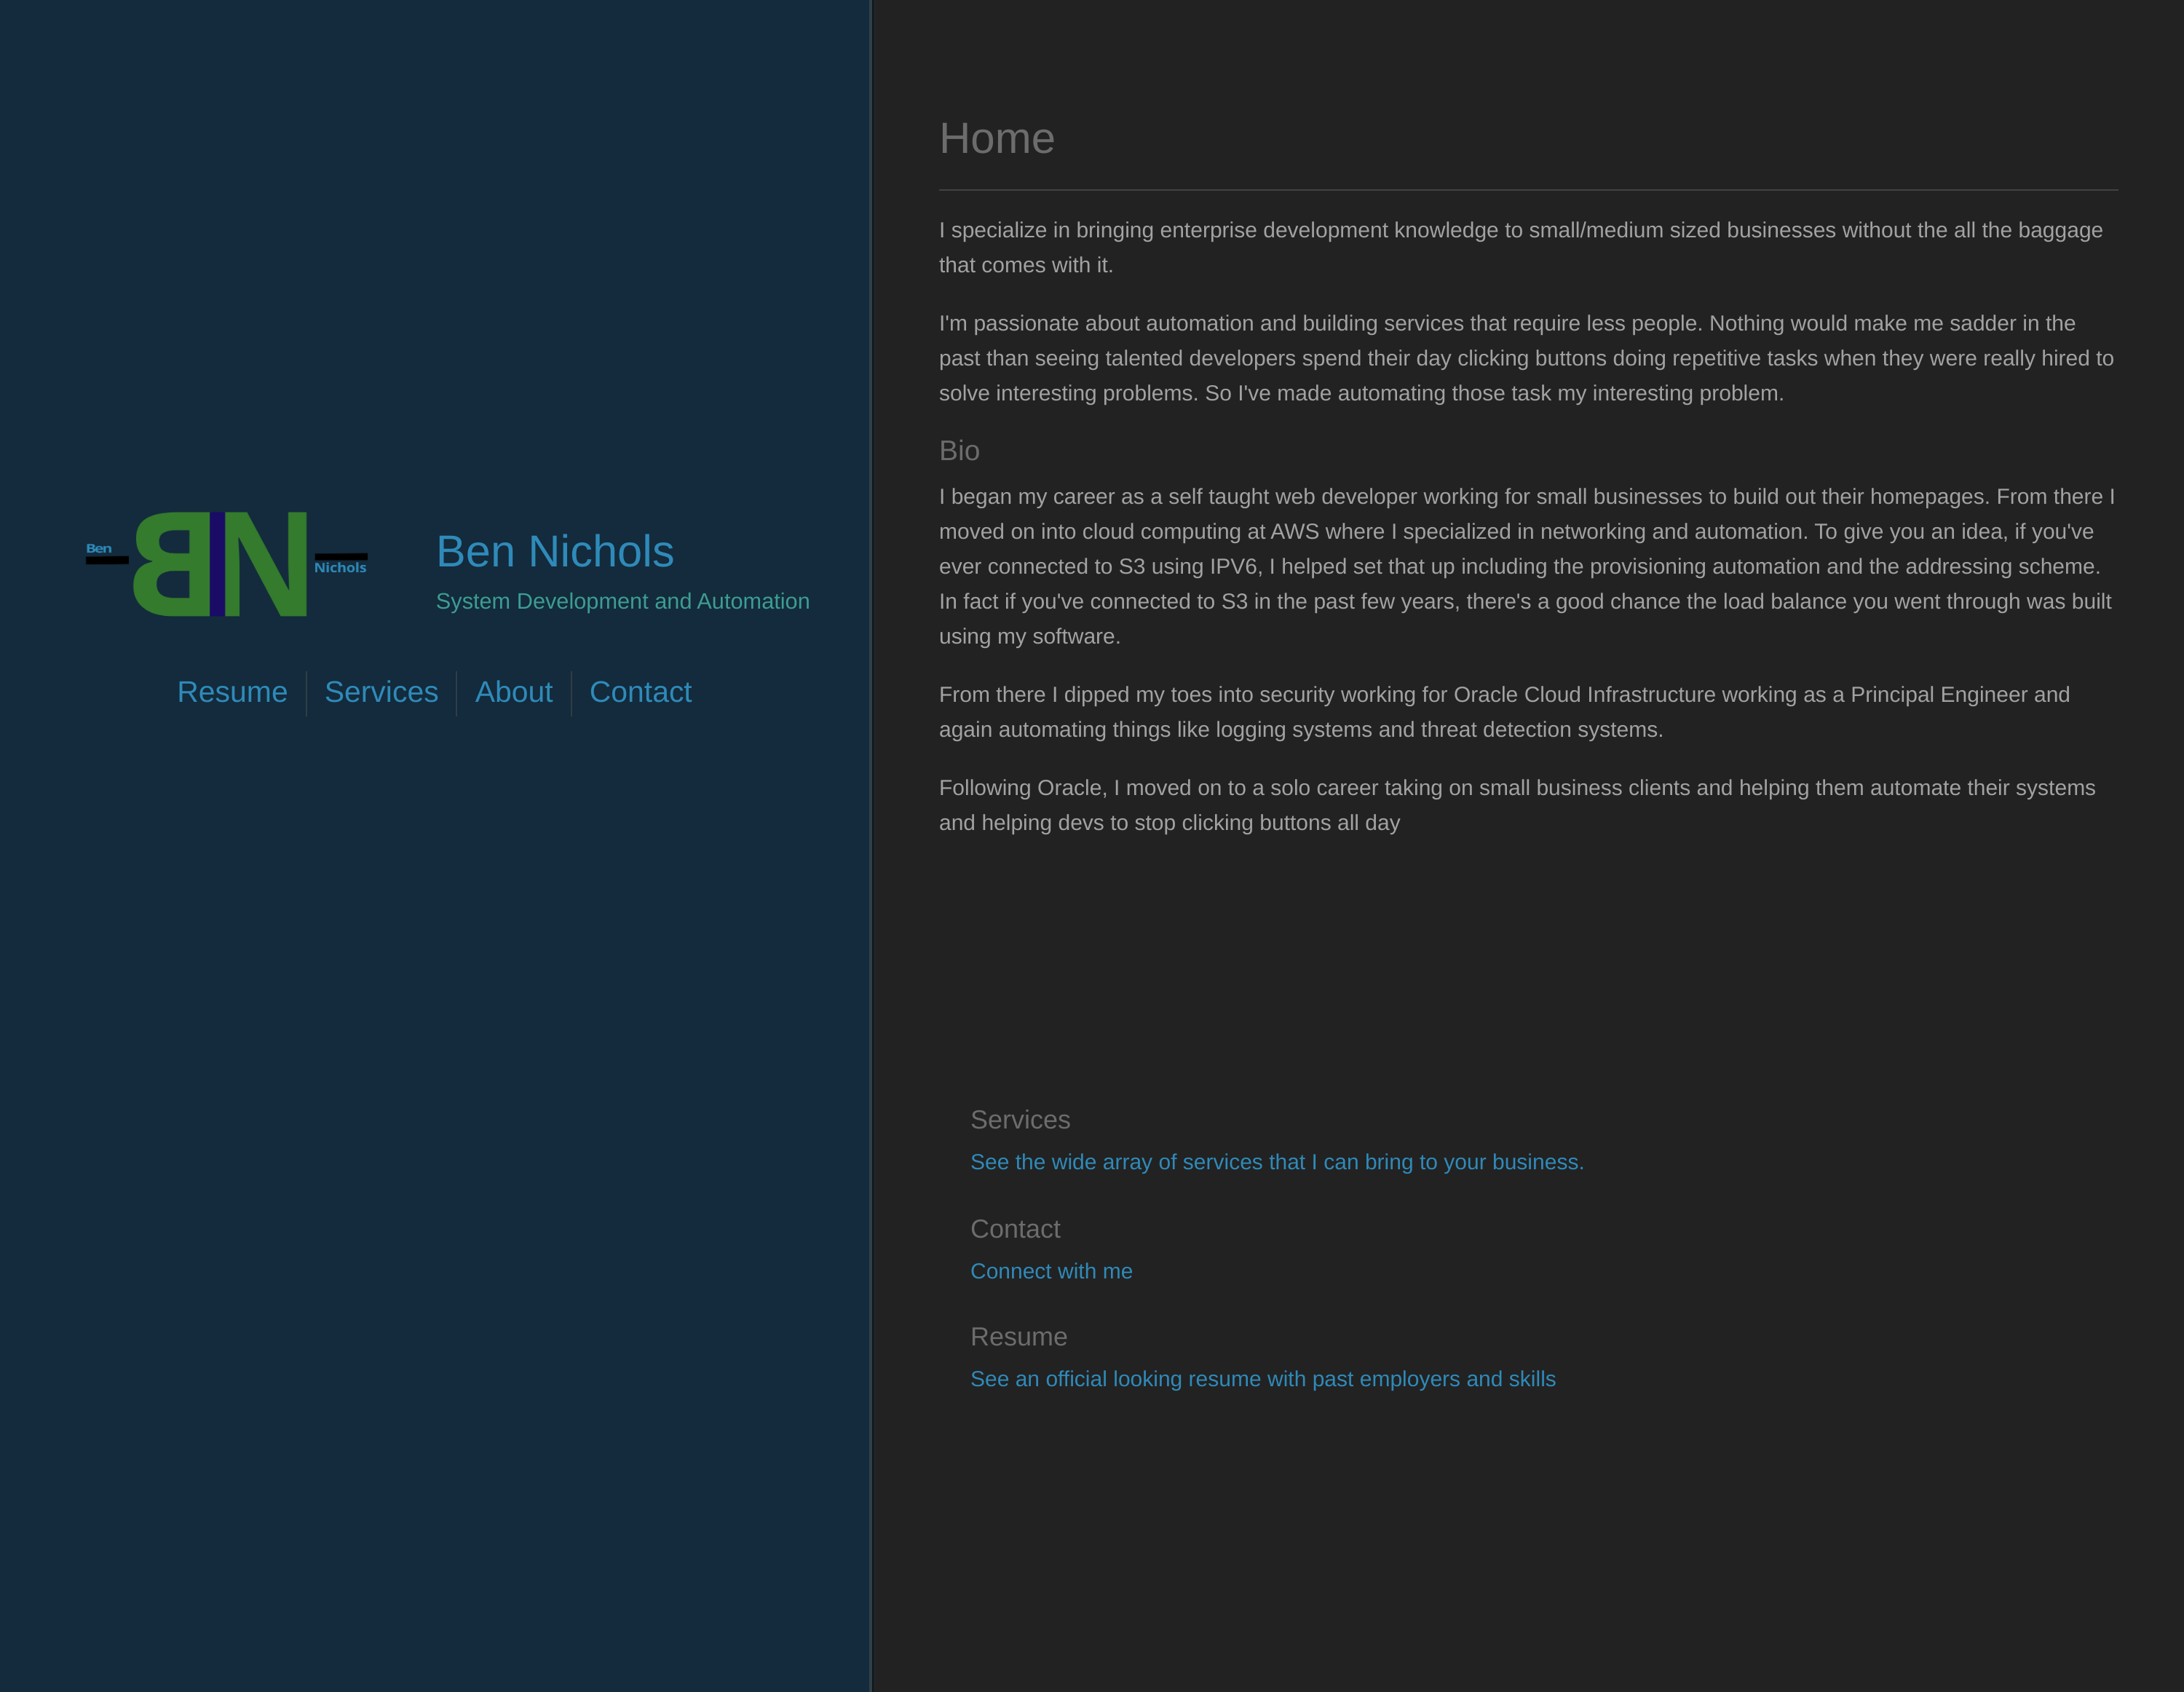 Ben
BN
Nichols
Ben Nichols
System Development and Automation
Resume
Services
About
Contact
Home
I specialize in bringing enterprise development knowledge to small/medium sized businesses without the all the baggage
that comes with it.
I'm passionate about automation and building services that require less people. Nothing would make me sadder in the
past than seeing talented developers spend their day clicking buttons doing repetitive tasks when they were really hired to
solve interesting problems. So I've made automating those task my interesting problem.
Bio
I began my career as a self taught web developer working for small businesses to build out their homepages. From there I
moved on into cloud computing at AWS where I specialized in networking and automation. To give you an idea, if you've
ever connected to S3 using IPV6, I helped set that up including the provisioning automation and the addressing scheme.
In fact if you've connected to S3 in the past few years, there's a good chance the load balance you went through was built
using my software.
From there I dipped my toes into security working for Oracle Cloud Infrastructure working as a Principal Engineer and
again automating things like logging systems and threat detection systems.
Following Oracle, I moved on to a solo career taking on small business clients and helping them automate their systems
and helping devs to stop clicking buttons all day
Services
See the wide array of services that I can bring to your business.
Contact
Connect with me
Resume
See an official looking resume with past employers and skills